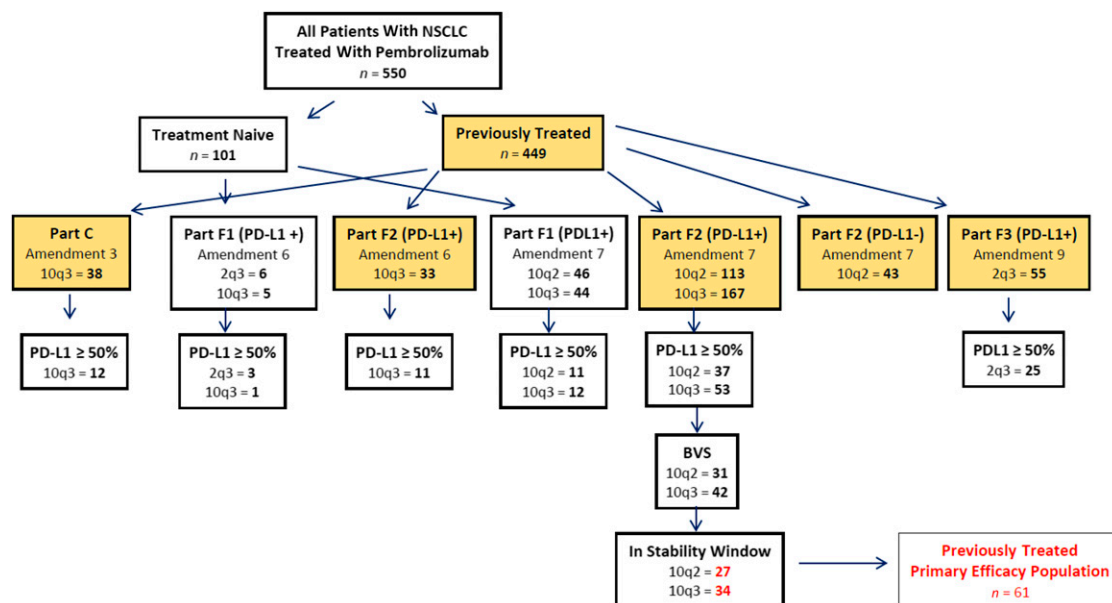 All Patients With NSCLC
Treated With Pembrolizumab
n = 550
Treatment Naive
n = 101
Previously Treated
n = 449
Part C
Amendment 3
10q3 = 38
Part F1 (PD-L1 +)
Amendment 6
2q3 = 6
10q3 = 5
Part F2 (PD-L1+)
Amendment 6
10q3 = 33
Part F1 (PDL1+)
Amendment 7
10q2 = 46
10q3 = 44
Part F2 (PD-L1+)
Amendment 7
10q2 = 113
10q3 = 167
Part F2 (PD-L1-)
Amendment 7
10q2 = 43
Part F3 (PD-L1+)
Amendment 9
2q3 = 55
PD-L1 ≥ 50%
10q3 = 12
PD-L1 ≥ 50%
2q3 = 3
10q3 = 1
PD-L1 ≥ 50%
10q3 = 11
PD-L1 ≥ 50%
10q2 = 11
10q3 = 12
PD-L1 ≥ 50%
10q2 = 37
10q3 = 53
PDL1 ≥ 50%
2q3 = 25
BVS
10q2 = 31
10q3 = 42
In Stability Window
10q2 = 27
10q3 = 34
Previously Treated
Primary Efficacy Population
n = 61